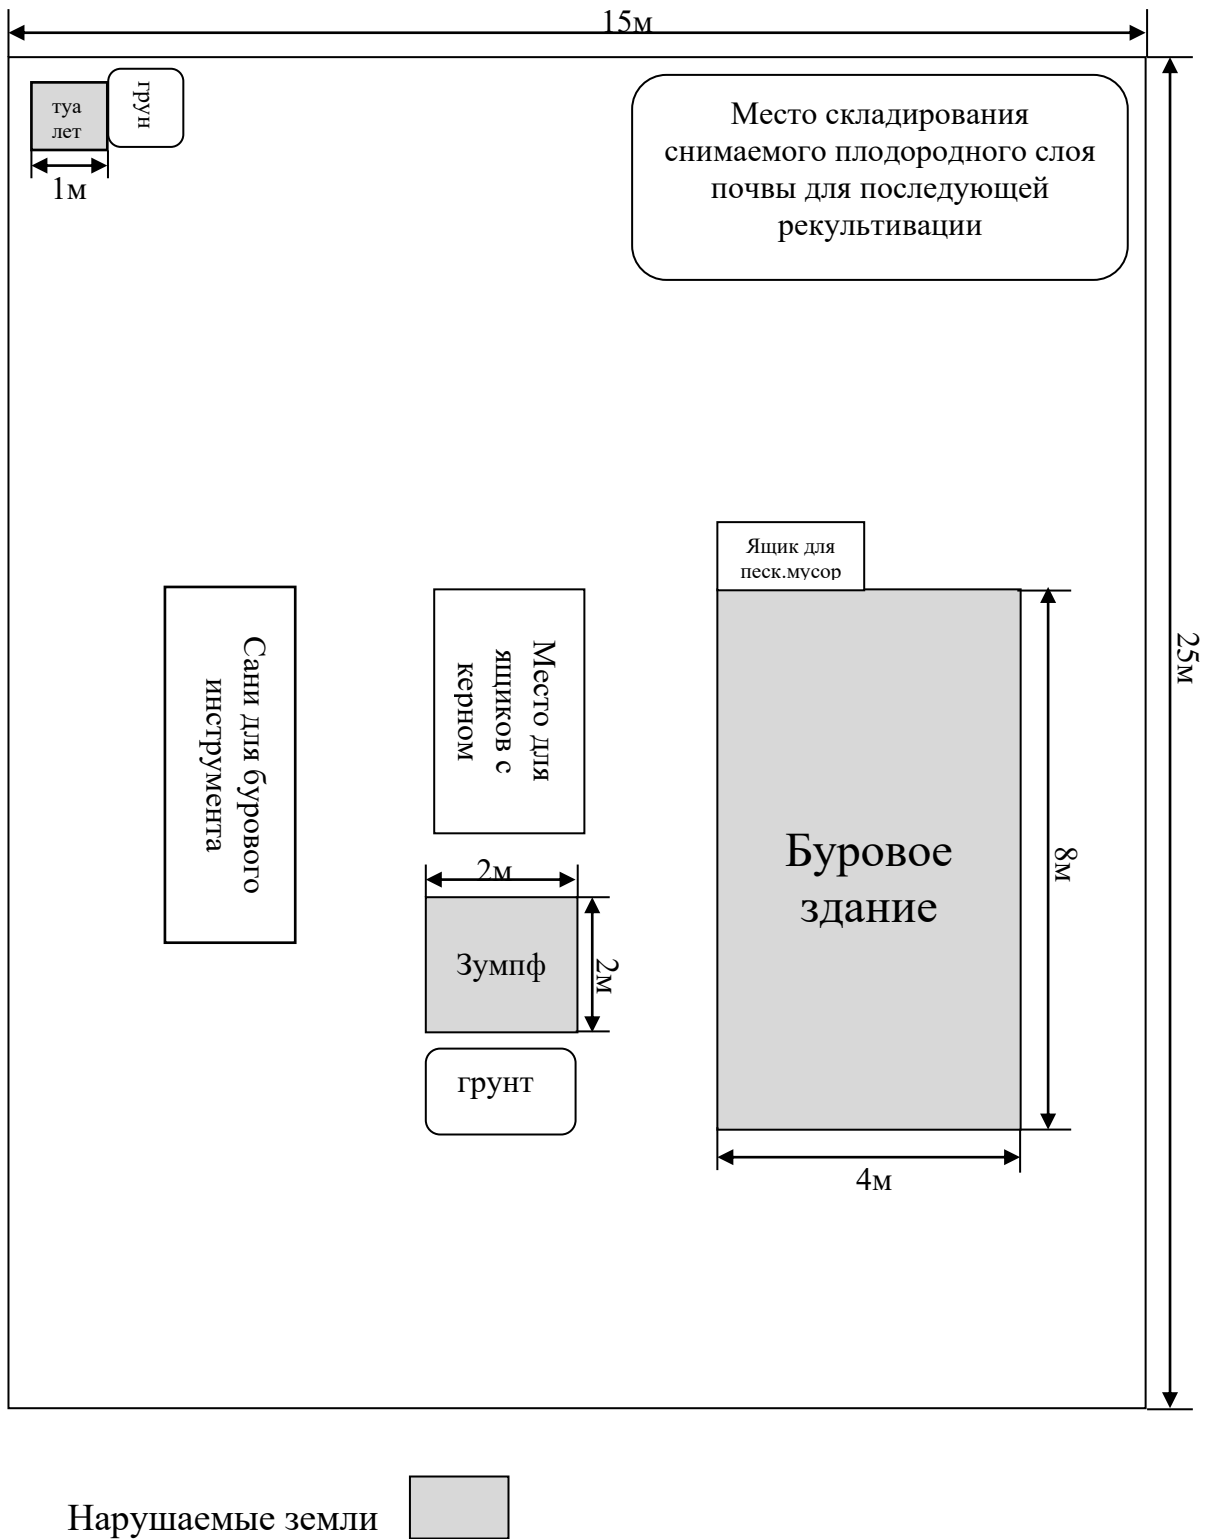 15м
туа
лет
грун
1м
Место складирования
снимаемого плодородного слоя
почвы для последующей
рекультивации
Ящик для
песк.мусор
Сани для бурового
инструмента
Место для
ящиков с
керном
25м
Буровое
здание
8м
2м
Зумпф
2м
грунт
4м
Нарушаемые земли